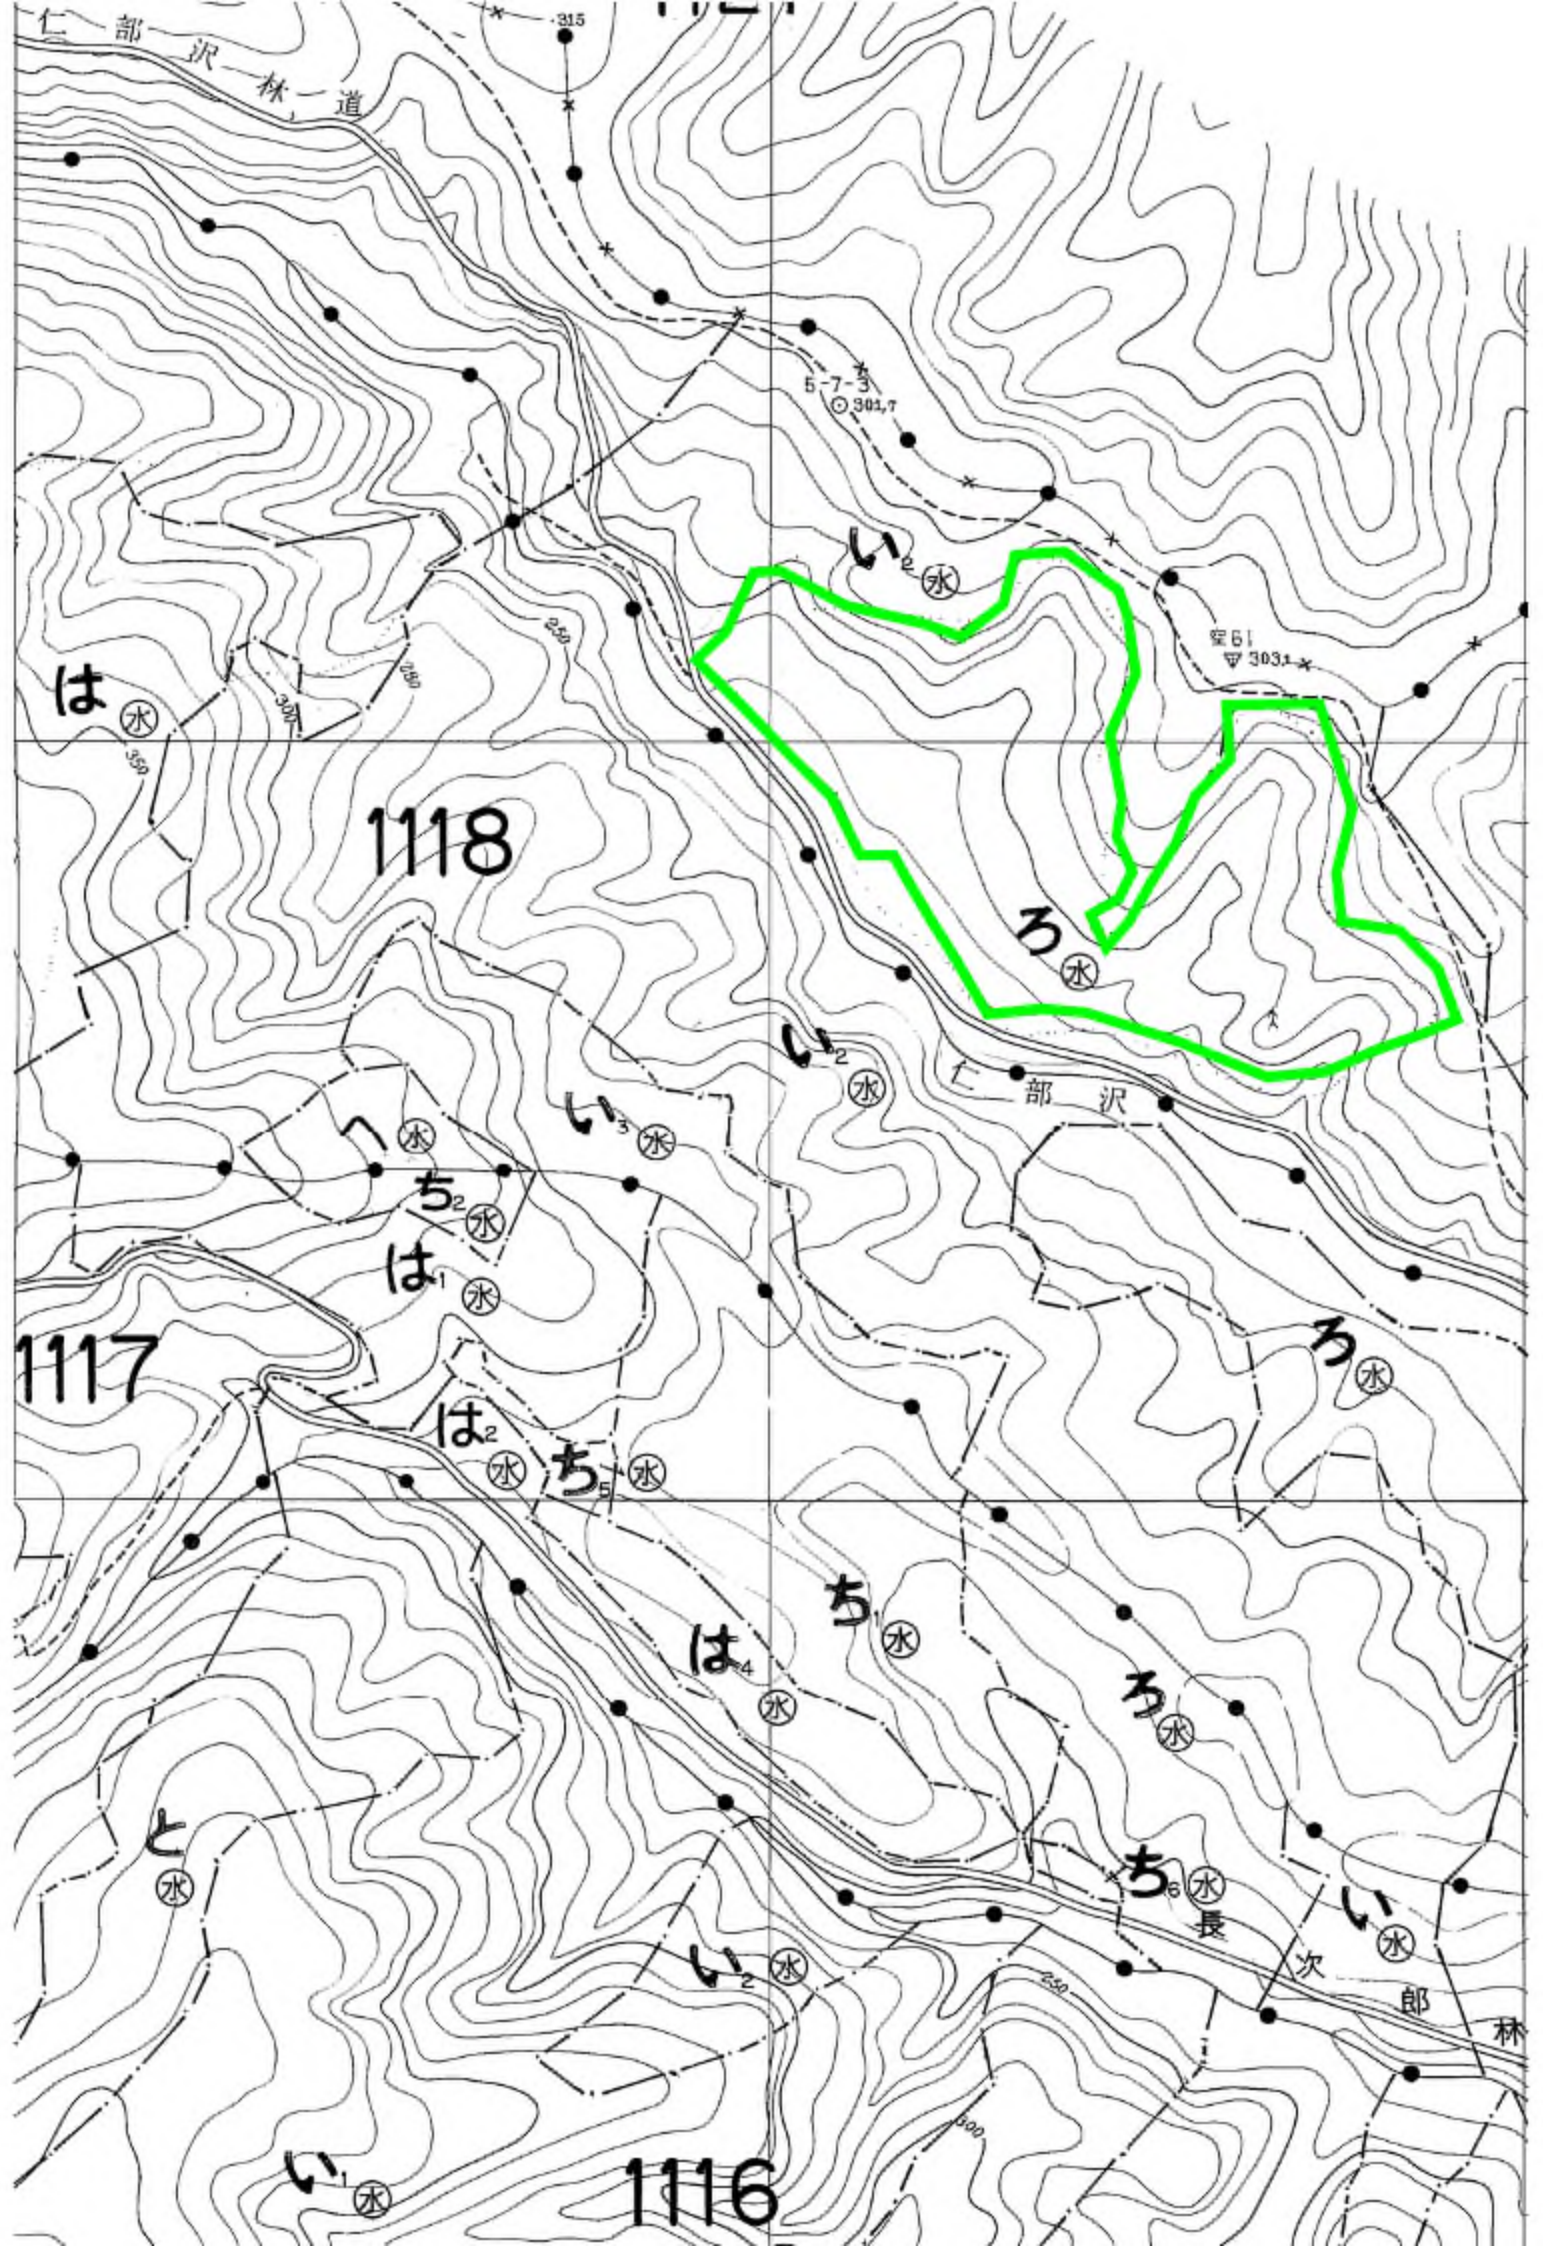 315
仁部沢林道
5-7-3
301.7
い2 水
303.1
250
280
300
は 水
350
1118
ろ 水
い2 水
仁部沢
い3 水
へ 水
ち2 水
は1 水
1117
ろ 水
は2 水
ち5 水
ち1 水
は4 水
ろ 水
と 水
ち6 水
い 水
長次郎林
い2 水
250
300
い1 水
1116